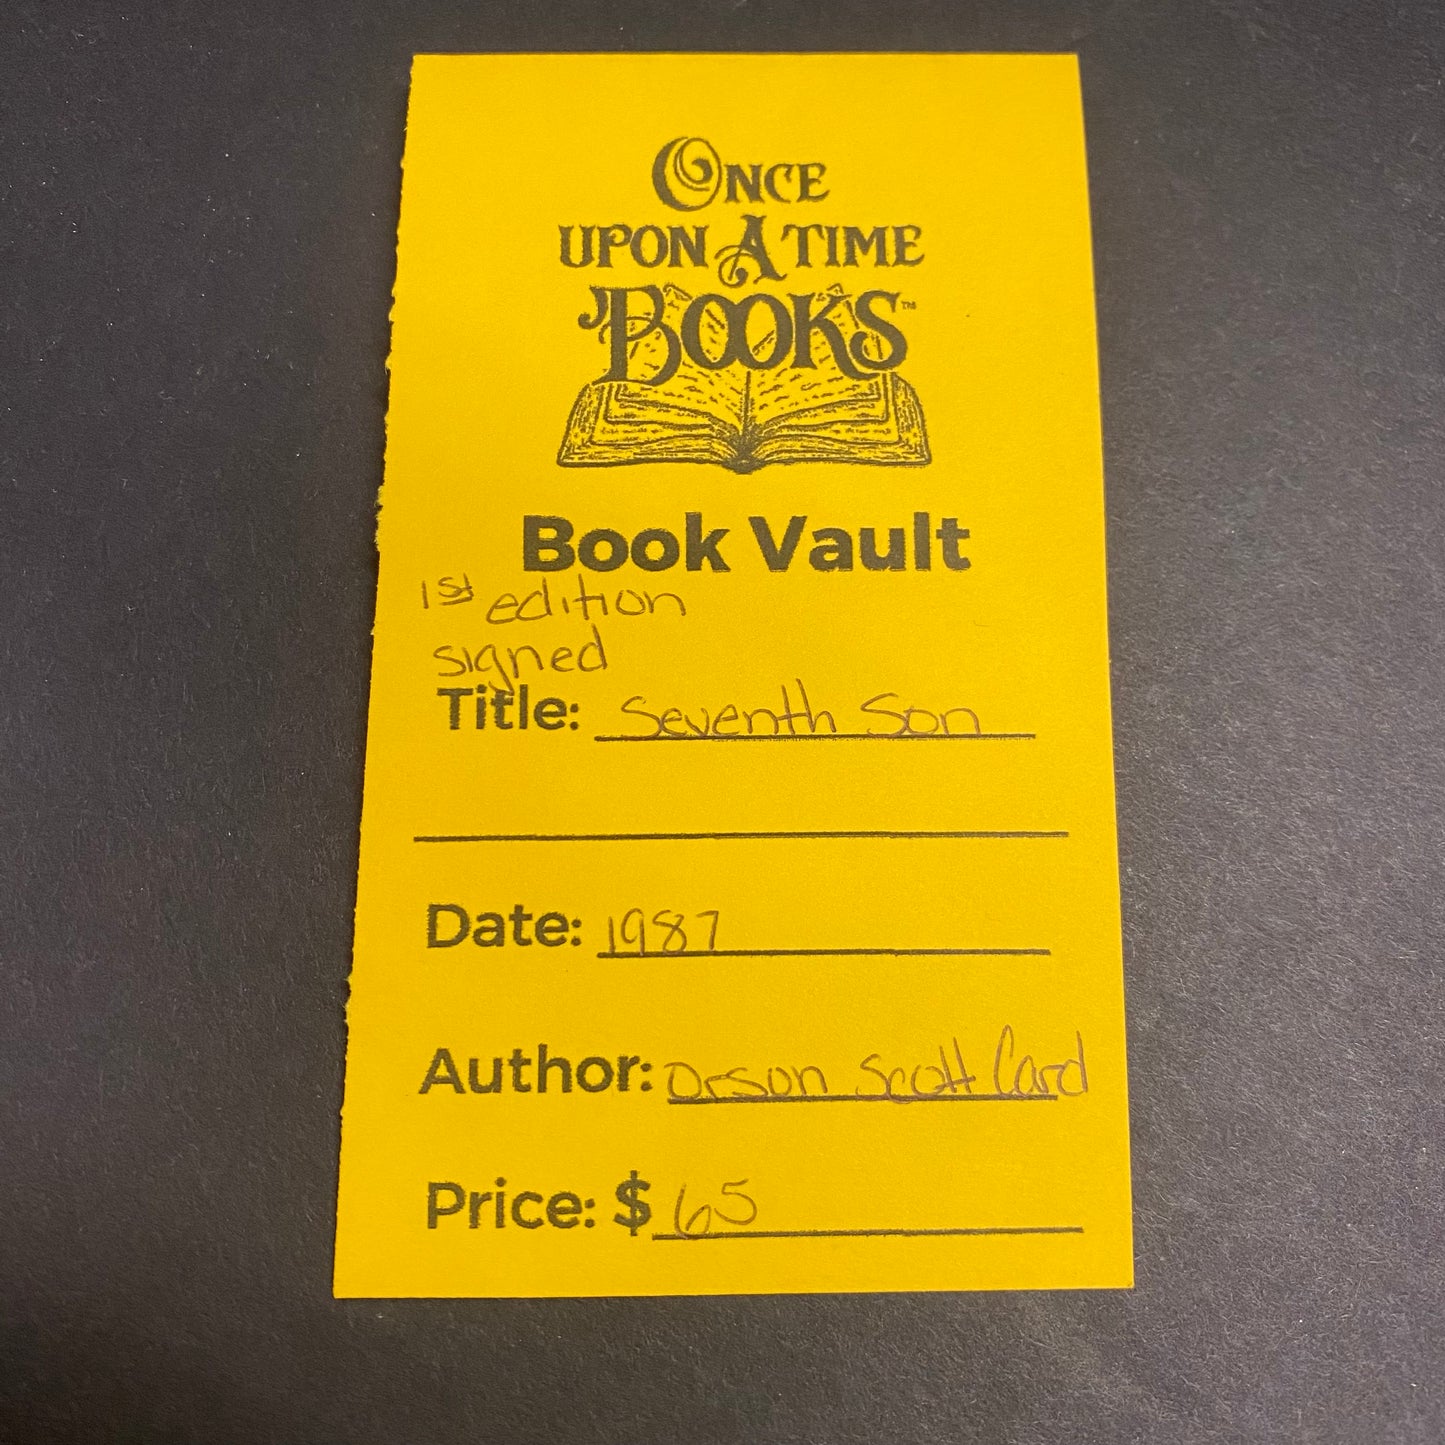 ONCE
UPON A TIME
BOOKS™
Book Vault
1st edition
signed
Title: Seventh Son
Date: 1987
Author: Orson Scott Card
Price: $65